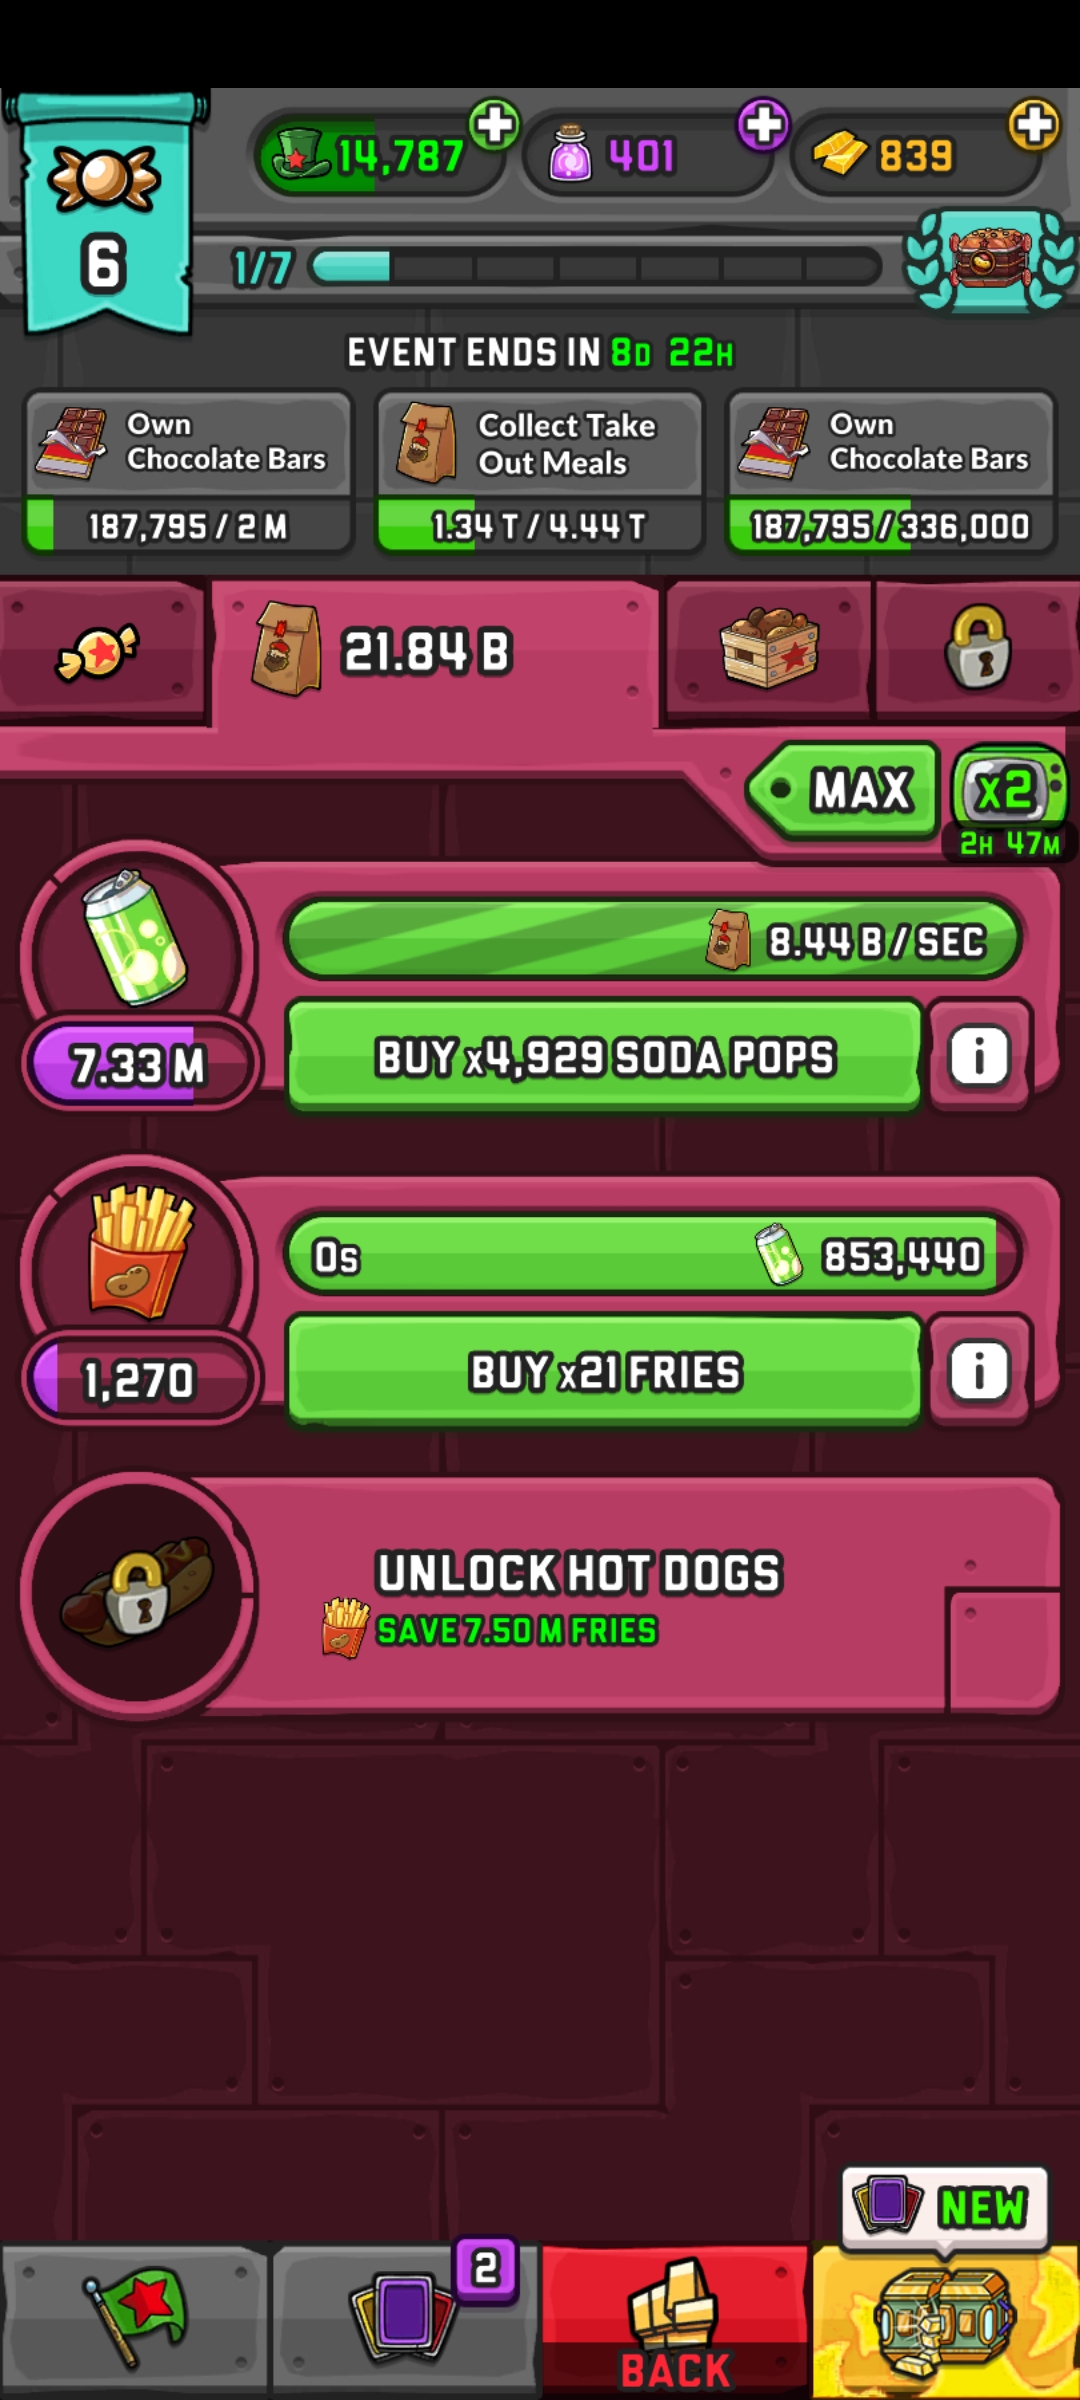 14,787
401
839
6
1/7
EVENT ENDS IN 8D 22H
Own
Chocolate Bars
187,795 / 2 M
Collect Take
Out Meals
1.34 T / 4.44 T
Own
Chocolate Bars
187,795 / 336,000
21.84 B
MAX
x2
2H 47M
8.44 B / SEC
7.33 M
BUY x4,929 SODA POPS
i
0s
853,440
1,270
BUY x21 FRIES
i
UNLOCK HOT DOGS
SAVE 7.50 M FRIES
NEW
2
BACK